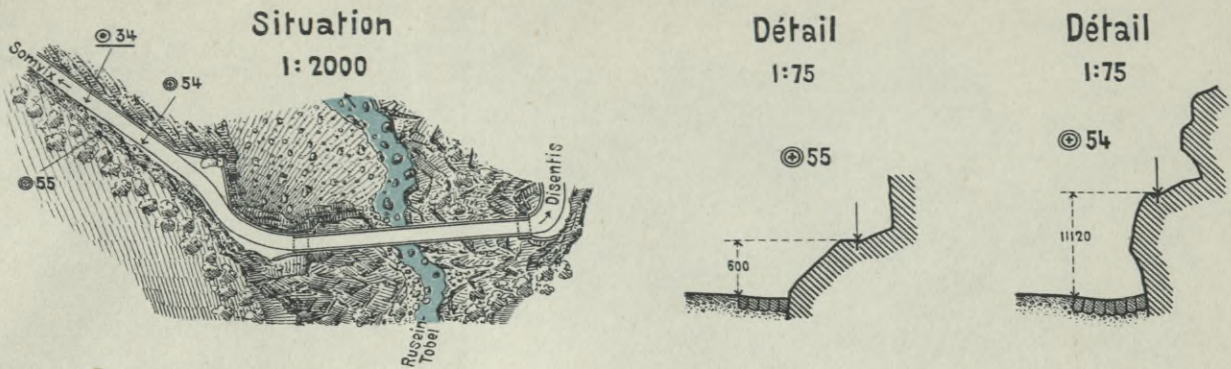 Situation
1:2000
Somvix
34
54
55
Disentis
Rusein-
Tobel
Détail
1:75
55
600
Détail
1:75
54